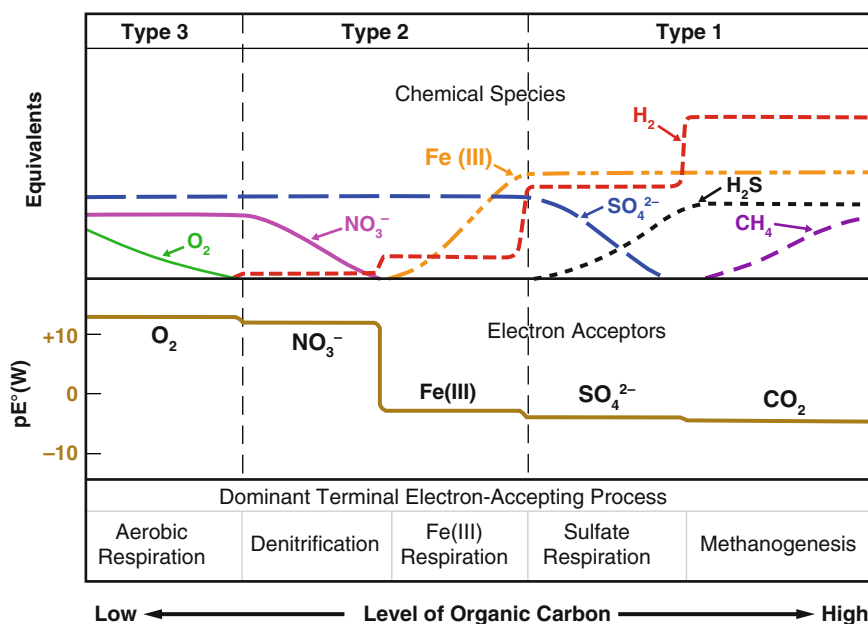 Type 3 Type 2 Type 1
Chemical Species
Equivalents
H₂
Fe (III)
H₂S
SO₄²⁻
NO₃⁻
CH₄
O₂
Electron Acceptors
pE°(W)
+10
0
−10
O₂
NO₃⁻
Fe(III)
SO₄²⁻
CO₂
Dominant Terminal Electron-Accepting Process
Aerobic
Respiration
Denitrification
Fe(III)
Respiration
Sulfate
Respiration
Methanogenesis
Low Level of Organic Carbon High